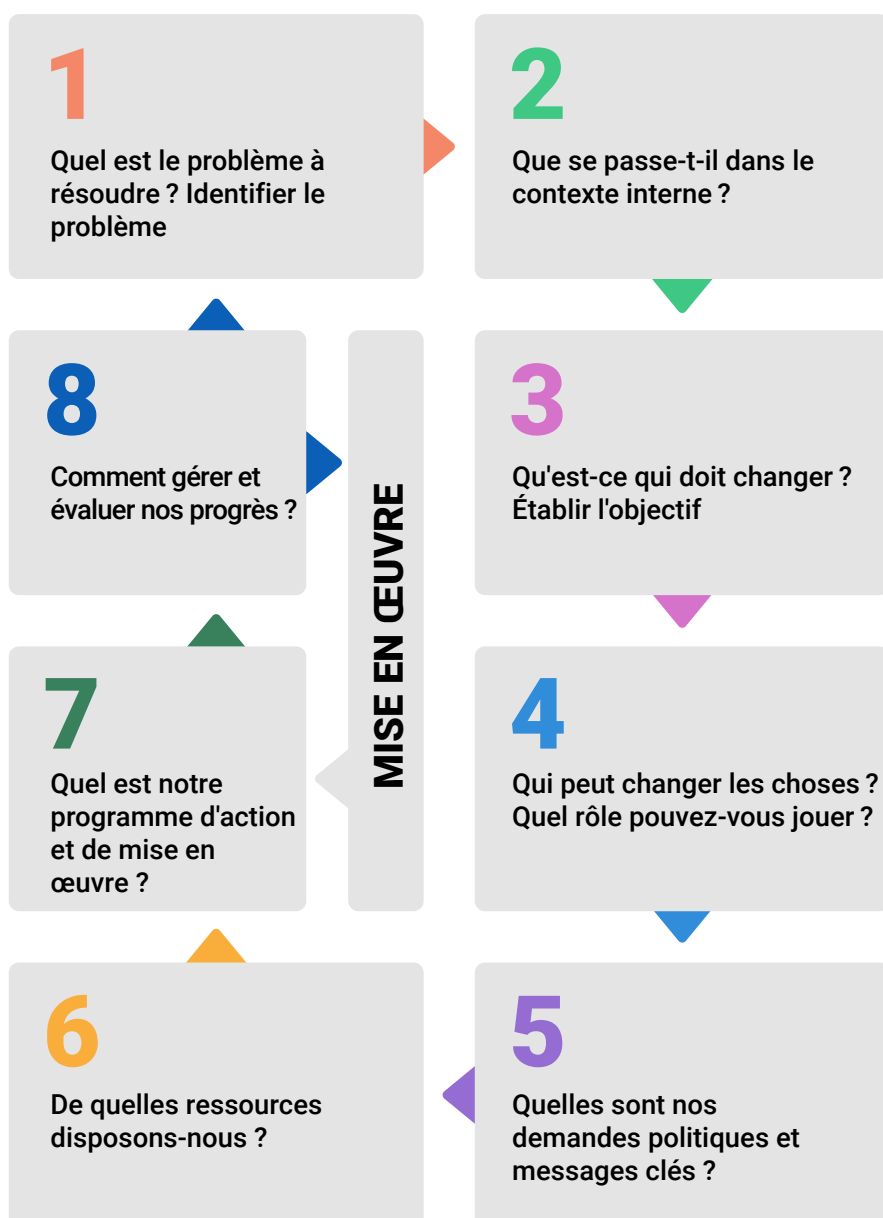 1
Quel est le problème à
résoudre ? Identifier le
problème
2
Que se passe-t-il dans le
contexte interne ?
3
Qu'est-ce qui doit changer ?
Établir l'objectif
4
Qui peut changer les choses ?
Quel rôle pouvez-vous jouer ?
5
Quelles sont nos
demandes politiques et
messages clés ?
6
De quelles ressources
disposons-nous ?
7
Quel est notre
programme d'action
et de mise en
œuvre ?
8
Comment gérer et
évaluer nos progrès ?
MISE EN ŒUVRE